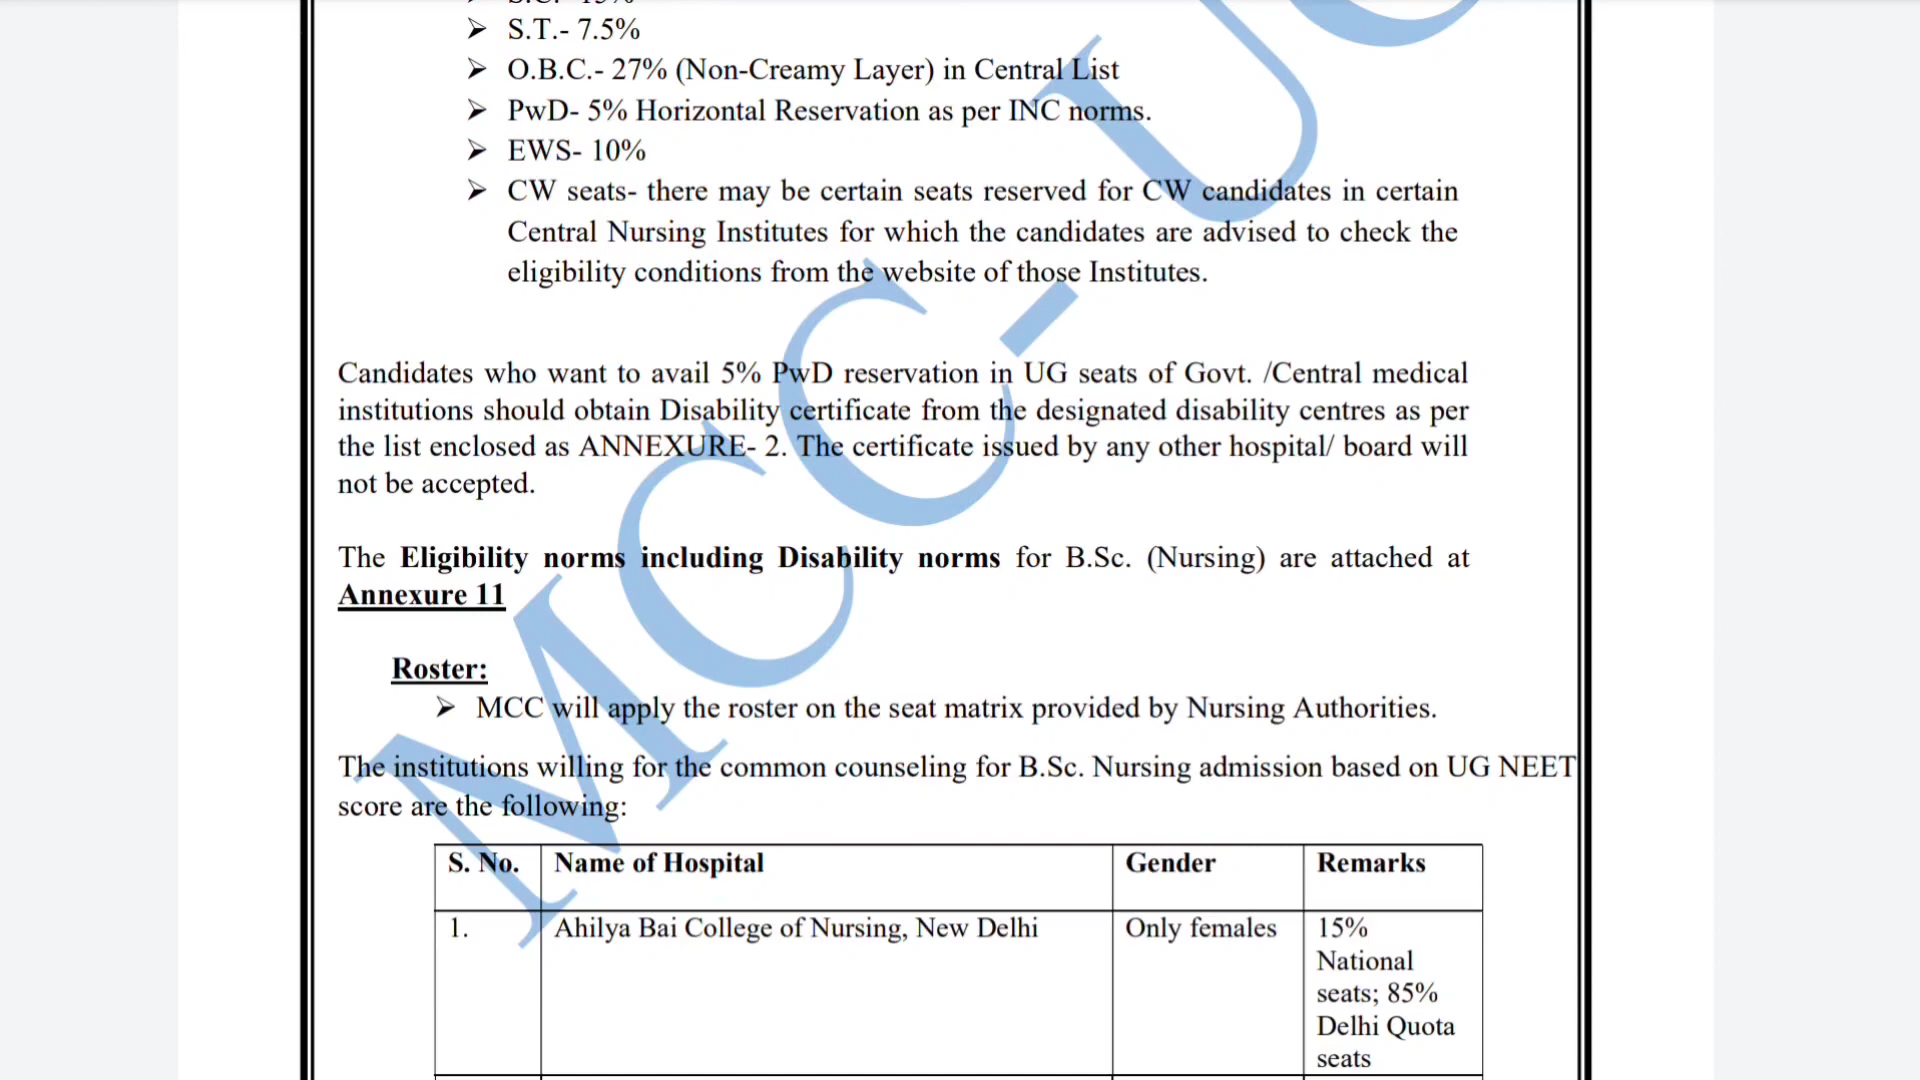 ➢ S.T.- 7.5%
➢ O.B.C.- 27% (Non-Creamy Layer) in Central List
➢ PwD- 5% Horizontal Reservation as per INC norms.
➢ EWS- 10%
➢ CW seats- there may be certain seats reserved for CW candidates in certain
Central Nursing Institutes for which the candidates are advised to check the
eligibility conditions from the website of those Institutes.
Candidates who want to avail 5% PwD reservation in UG seats of Govt. /Central medical
institutions should obtain Disability certificate from the designated disability centres as per
the list enclosed as ANNEXURE- 2. The certificate issued by any other hospital/ board will
not be accepted.
The Eligibility norms including Disability norms for B.Sc. (Nursing) are attached at
Annexure 11
Roster:
➢ MCC will apply the roster on the seat matrix provided by Nursing Authorities.
The institutions willing for the common counseling for B.Sc. Nursing admission based on UG NEET
score are the following:
S. No. Name of Hospital Gender Remarks
1. Ahilya Bai College of Nursing, New Delhi Only females 15%
National
seats; 85%
Delhi Quota
seats
MCC-U